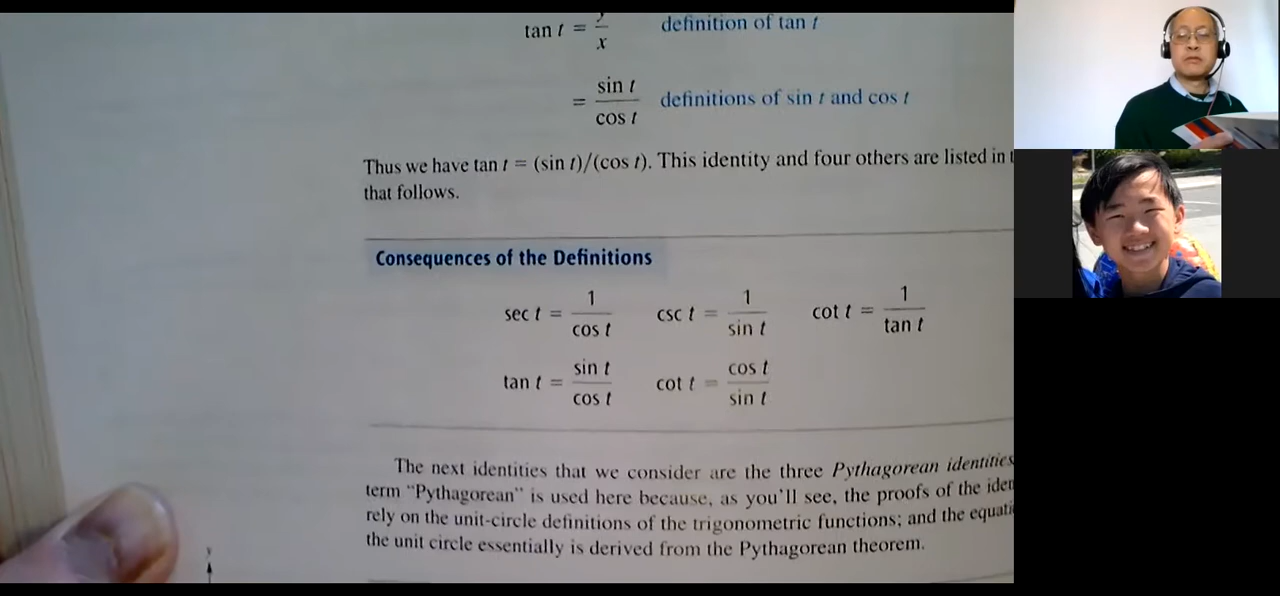 tan t = y/x definition of tan t
= sin t/cos t definitions of sin t and cos t
Thus we have tan t = (sin t)/(cos t). This identity and four others are listed in
that follows.
Consequences of the Definitions
sec t = 1/cos t csc t = 1/sin t cot t = 1/tan t
tan t = sin t/cos t cot t = cos t/sin t
The next identities that we consider are the three Pythagorean identities
term "Pythagorean" is used here because, as you'll see, the proofs of the
rely on the unit-circle definitions of the trigonometric functions; and the
the unit circle essentially is derived from the Pythagorean theorem.
y